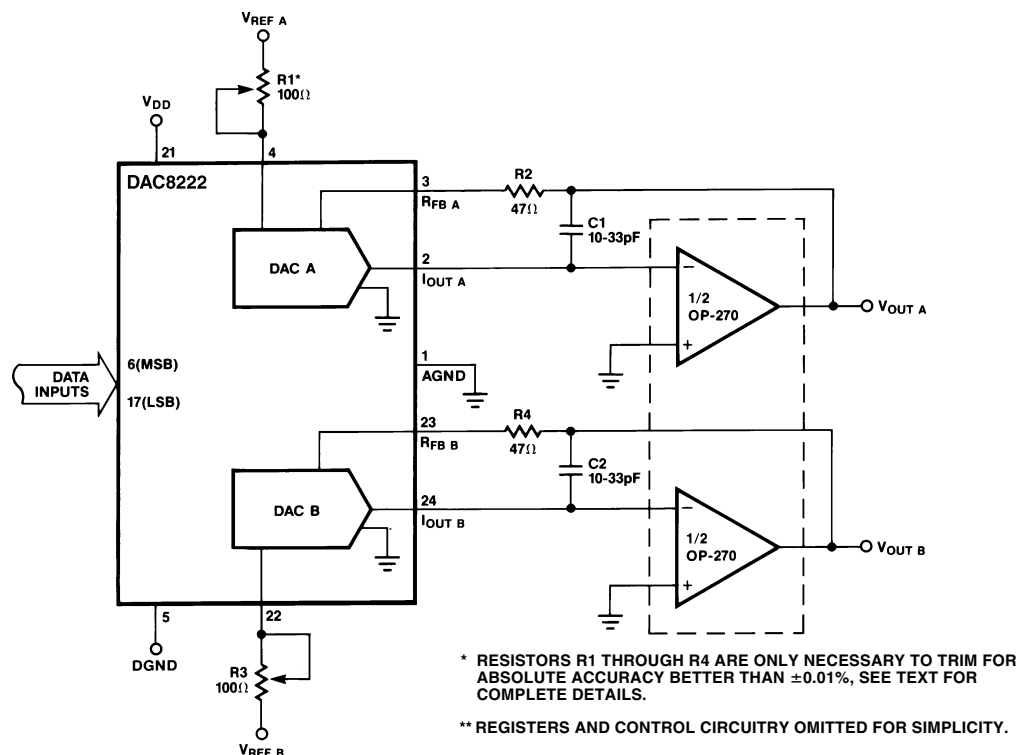 VREF A
R1*
100Ω
VDD
21
4
DAC8222
3
RFB A
R2
47Ω
C1
10-33pF
DAC A
2
IOUT A
−
1/2
OP-270
+
VOUT A
1
AGND
6(MSB)
DATA
INPUTS
17(LSB)
23
RFB B
R4
47Ω
C2
10-33pF
DAC B
24
IOUT B
−
1/2
OP-270
+
VOUT B
5
22
DGND
R3
100Ω
VREF B
* RESISTORS R1 THROUGH R4 ARE ONLY NECESSARY TO TRIM FOR
ABSOLUTE ACCURACY BETTER THAN ±0.01%, SEE TEXT FOR
COMPLETE DETAILS.
** REGISTERS AND CONTROL CIRCUITRY OMITTED FOR SIMPLICITY.